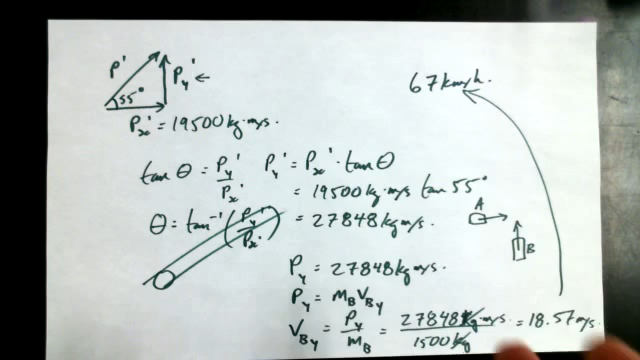 P'
Py' ←
55°
Px' = 19500 kg·m/s.
67 km/h.
tan θ = Py'/Px'   Py' = Px' · tan θ
= 19500 kg·m/s tan 55°
θ = tan⁻¹ (Py'/Px')   = 27848 kg m/s.
A
B
Py = 27848 kg m/s.
Py = mB VBy
VBy = Py/mB = 27848 kg·m/s./1500 kg = 18.57 m/s.